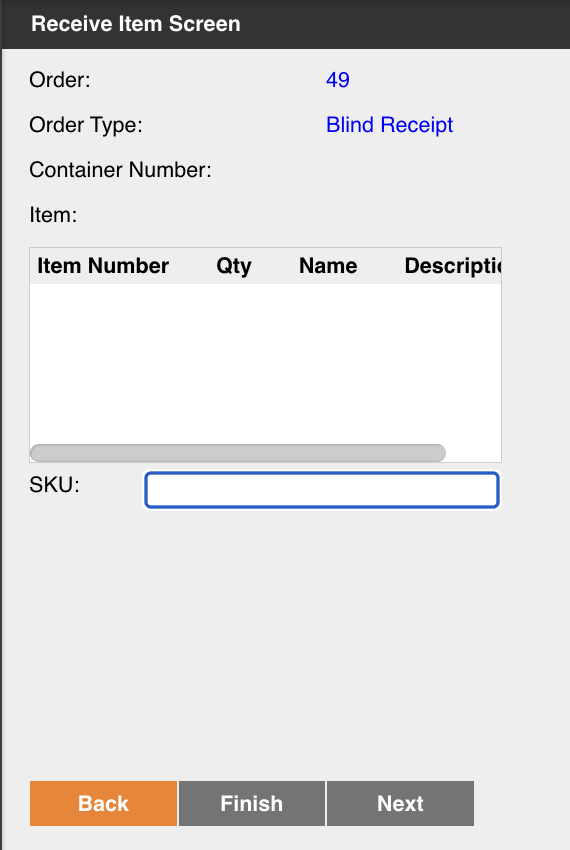 Receive Item Screen
Order: 49
Order Type: Blind Receipt
Container Number:
Item:
Item Number Qty Name Descriptio
SKU:
Back Finish Next